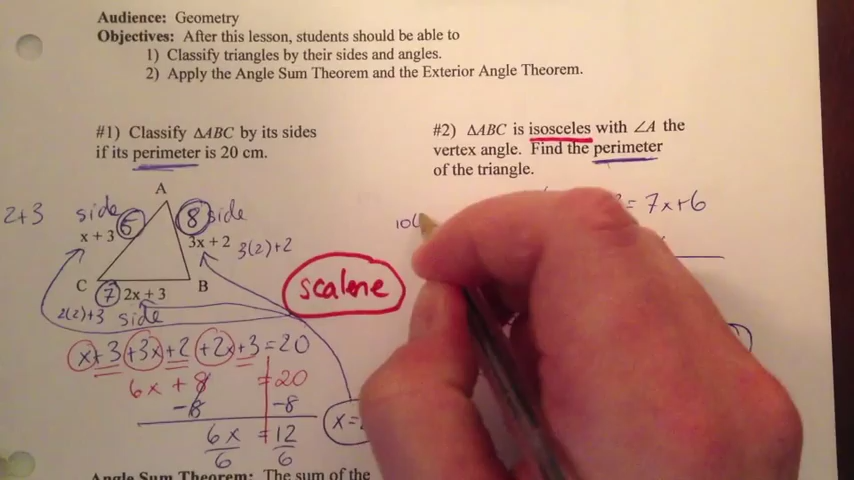 Audience: Geometry
Objectives: After this lesson, students should be able to
1) Classify triangles by their sides and angles.
2) Apply the Angle Sum Theorem and the Exterior Angle Theorem.
#1) Classify ΔABC by its sides
if its perimeter is 20 cm.
A
2+3
side
5
8
side
x + 3
3x + 2
3(2)+2
C
7
2x + 3
B
2(2)+3
side
scalene
x+3+3x+2+2x+3=20
6x + 8 = 20
-8
-8
6x = 12
6
6
x=
Angle Sum Theorem: The sum of the
#2) ΔABC is isosceles with ∠A the
vertex angle. Find the perimeter
of the triangle.
= 7x+6
10(